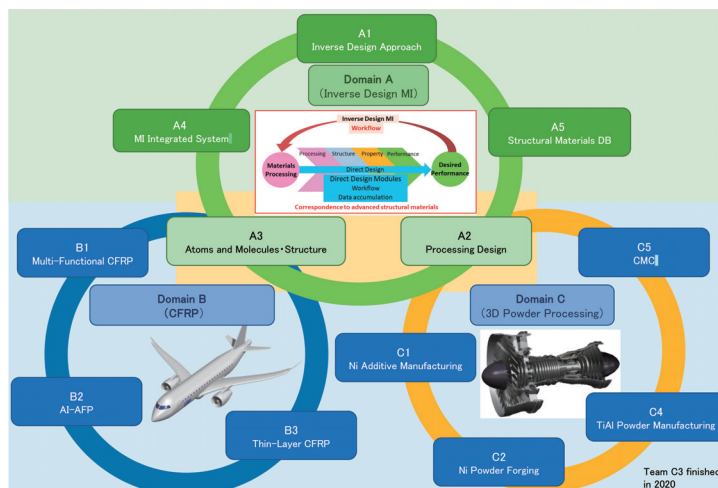 A1
Inverse Design Approach
Domain A
(Inverse Design MI)
A4
MI Integrated System
A5
Structural Materials DB
Inverse Design MI
Workflow
Processing Structure Property Performance
Materials
Processing
Direct Design
Desired
Performance
Direct Design Modules
Workflow
Data accumulation
Correspondence to advanced structural materials
A3
Atoms and Molecules・Structure
A2
Processing Design
B1
Multi-Functional CFRP
C5
CMC
Domain B
(CFRP)
Domain C
(3D Powder Processing)
C1
Ni Additive Manufacturing
B2
AI-AFP
B3
Thin-Layer CFRP
C4
TiAl Powder Manufacturing
C2
Ni Powder Forging
Team C3 finished
in 2020